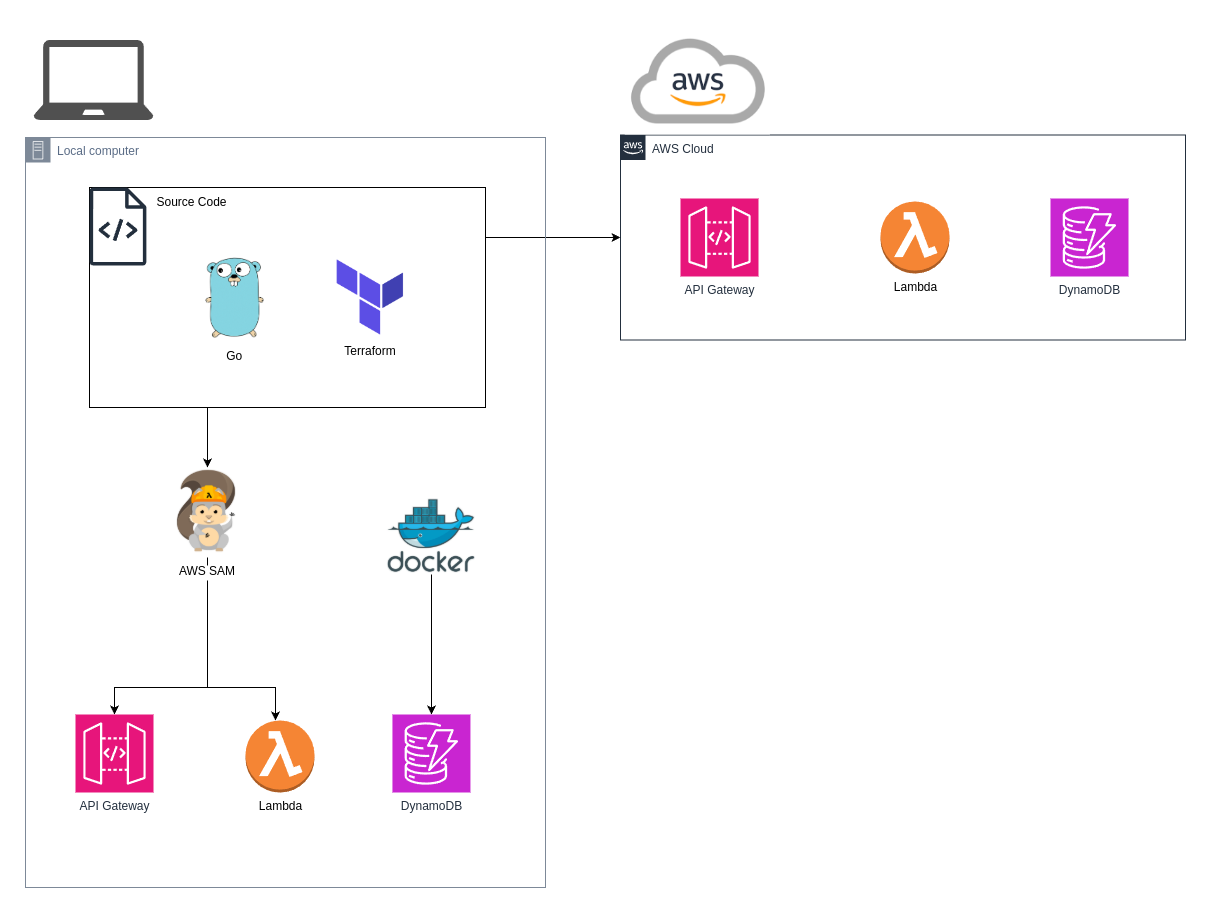 aws
Local computer
aws
AWS Cloud
Source Code
</>
</>
API Gateway
Lambda
DynamoDB
Go
Terraform
docker
AWS SAM
</>
API Gateway
Lambda
DynamoDB